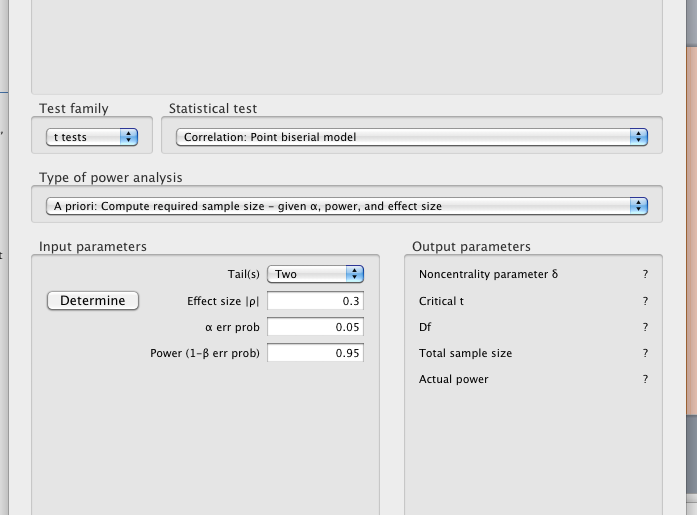 Test family
Statistical test
t tests
Correlation: Point biserial model
Type of power analysis
A priori: Compute required sample size – given α, power, and effect size
Input parameters
Output parameters
Tail(s) Two
Noncentrality parameter δ ?
Determine
Effect size |ρ| 0.3
Critical t ?
α err prob 0.05
Df ?
Power (1–β err prob) 0.95
Total sample size ?
Actual power ?